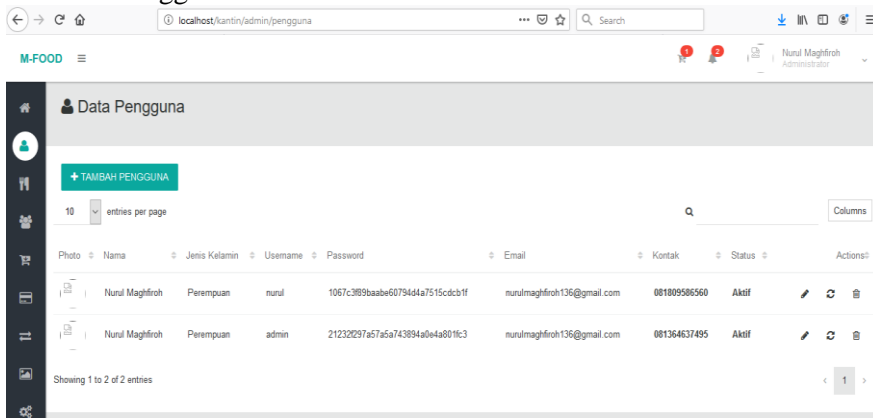 localhost/kantin/admin/pengguna
Search
M-FOOD
1
2
Nurul Maghfiroh
Administrator
Data Pengguna
+ TAMBAH PENGGUNA
10 entries per page
Columns
Photo Nama Jenis Kelamin Username Password Email Kontak Status Actions
Nurul Maghfiroh Perempuan nurul 1067c3f89baabe60794d4a7515cdcb1f nurulmaghfiroh136@gmail.com 081809586560 Aktif
Nurul Maghfiroh Perempuan admin 21232f297a57a5a743894a0e4a801fc3 nurulmaghfiroh136@gmail.com 081364637495 Aktif
Showing 1 to 2 of 2 entries
1